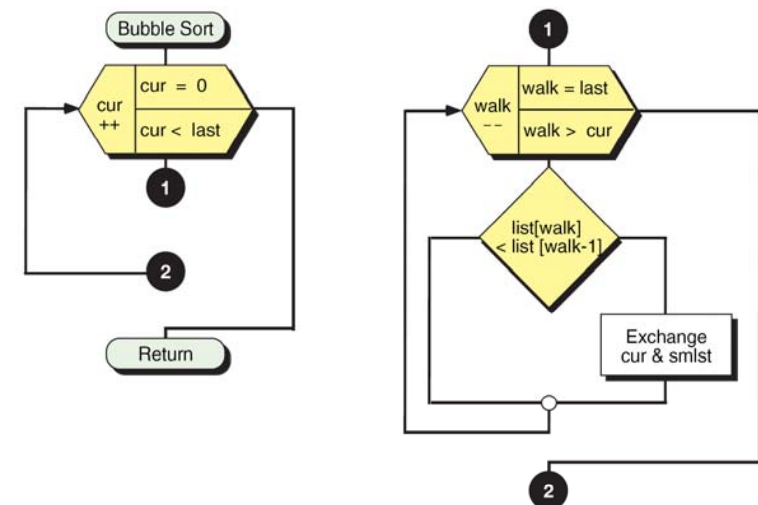 Bubble Sort
cur = 0
cur ++
cur < last
1
2
Return
1
walk = last
walk --
walk > cur
list[walk]
< list [walk-1]
Exchange
cur & smlst
2